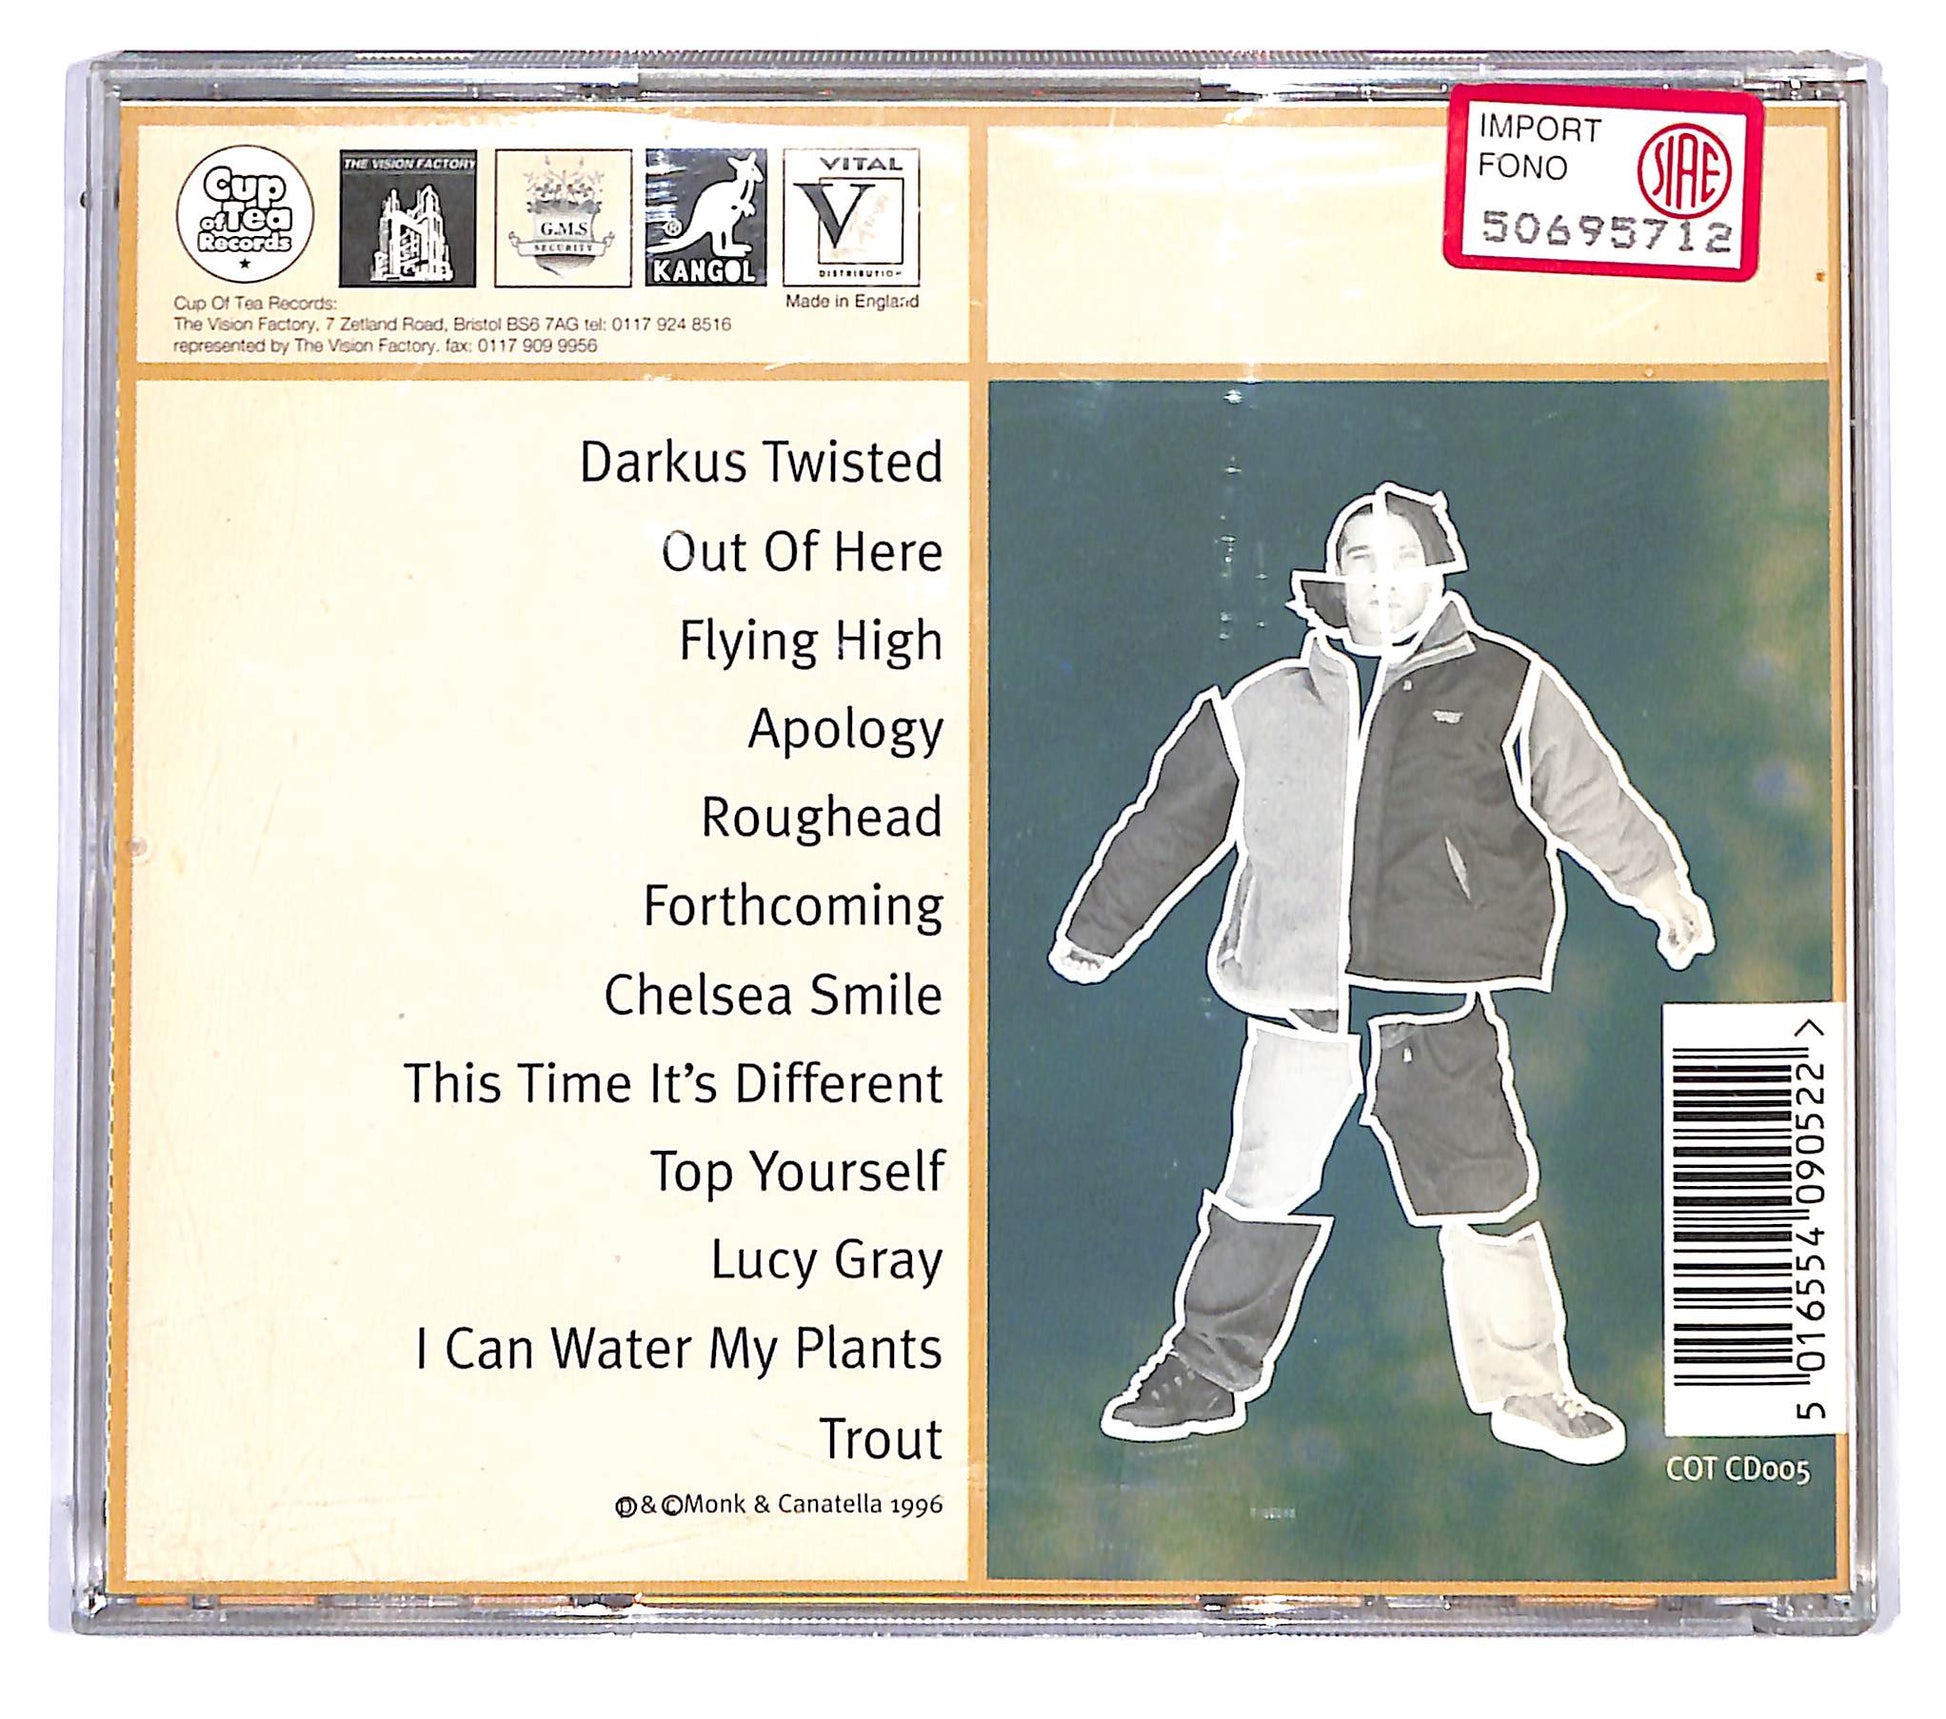 Cup
of Tea
Records
THE VISION FACTORY
G.M.S
SECURITY
®
KANGOL
VITAL
V
DISTRIBUTION
Made in England
Cup Of Tea Records:
The Vision Factory, 7 Zetland Road, Bristol BS6 7AG tel: 0117 924 8516
represented by The Vision Factory. fax: 0117 909 9956
IMPORT
FONO
SIAE
50695712
Darkus Twisted
Out Of Here
Flying High
Apology
Roughead
Forthcoming
Chelsea Smile
This Time It’s Different
Top Yourself
Lucy Gray
I Can Water My Plants
Trout
℗&©Monk & Canatella 1996
5 016554 090522 >
COT CD005